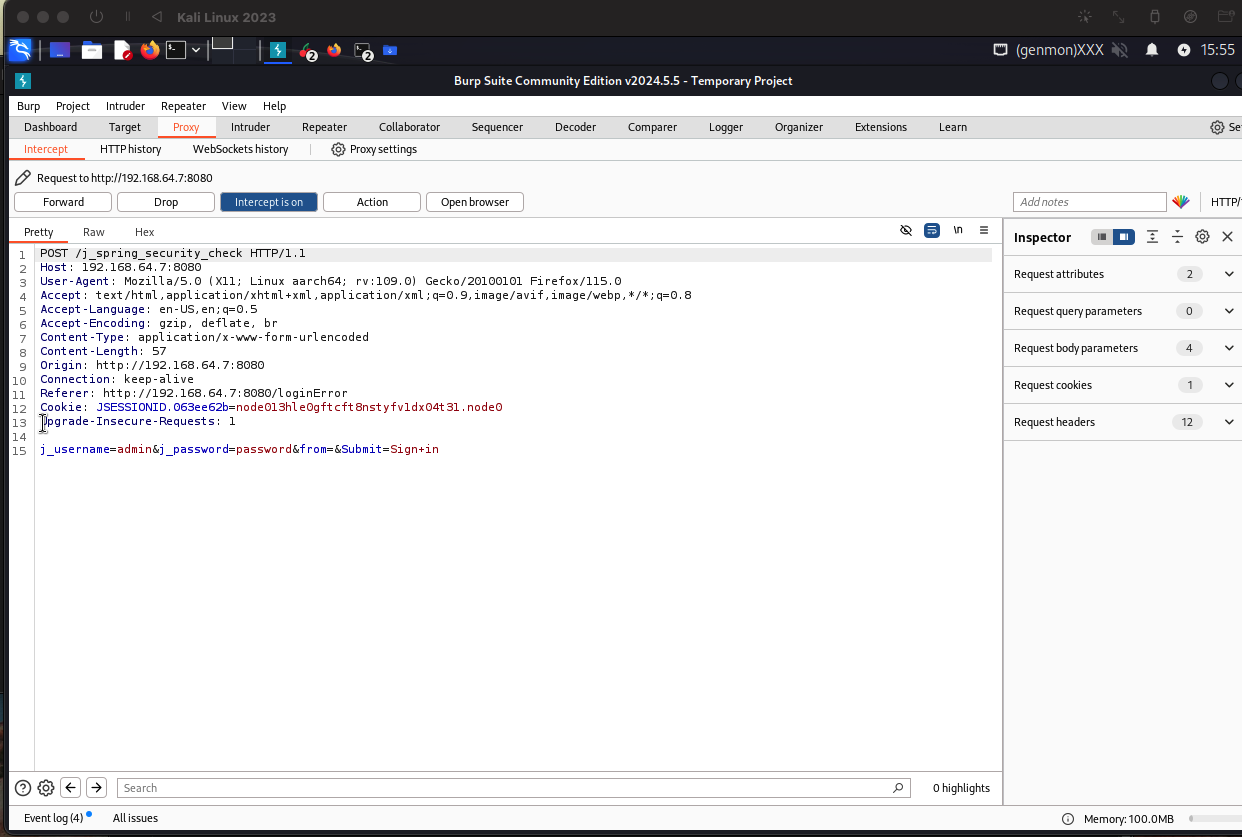 Kali Linux 2023
2
2
(genmon)XXX
15:55
Burp Suite Community Edition v2024.5.5 - Temporary Project
Burp Project Intruder Repeater View Help
Dashboard Target Proxy Intruder Repeater Collaborator Sequencer Decoder Comparer Logger Organizer Extensions Learn
Intercept HTTP history WebSockets history Proxy settings
Request to http://192.168.64.7:8080
Forward Drop Intercept is on Action Open browser Add notes HTTP/
Pretty Raw Hex \n
Inspector
1 POST /j_spring_security_check HTTP/1.1
2 Host: 192.168.64.7:8080
3 User-Agent: Mozilla/5.0 (X11; Linux aarch64; rv:109.0) Gecko/20100101 Firefox/115.0
4 Accept: text/html,application/xhtml+xml,application/xml;q=0.9,image/avif,image/webp,*/*;q=0.8
5 Accept-Language: en-US,en;q=0.5
6 Accept-Encoding: gzip, deflate, br
7 Content-Type: application/x-www-form-urlencoded
8 Content-Length: 57
9 Origin: http://192.168.64.7:8080
10 Connection: keep-alive
11 Referer: http://192.168.64.7:8080/loginError
12 Cookie: JSESSIONID.063ee62b=node013hle0gftcft8nstyfv1dx04t31.node0
13 Upgrade-Insecure-Requests: 1
14
15 j_username=admin&j_password=password&from=&Submit=Sign+in
Request attributes 2
Request query parameters 0
Request body parameters 4
Request cookies 1
Request headers 12
Search
0 highlights
Event log (4) All issues
Memory: 100.0MB